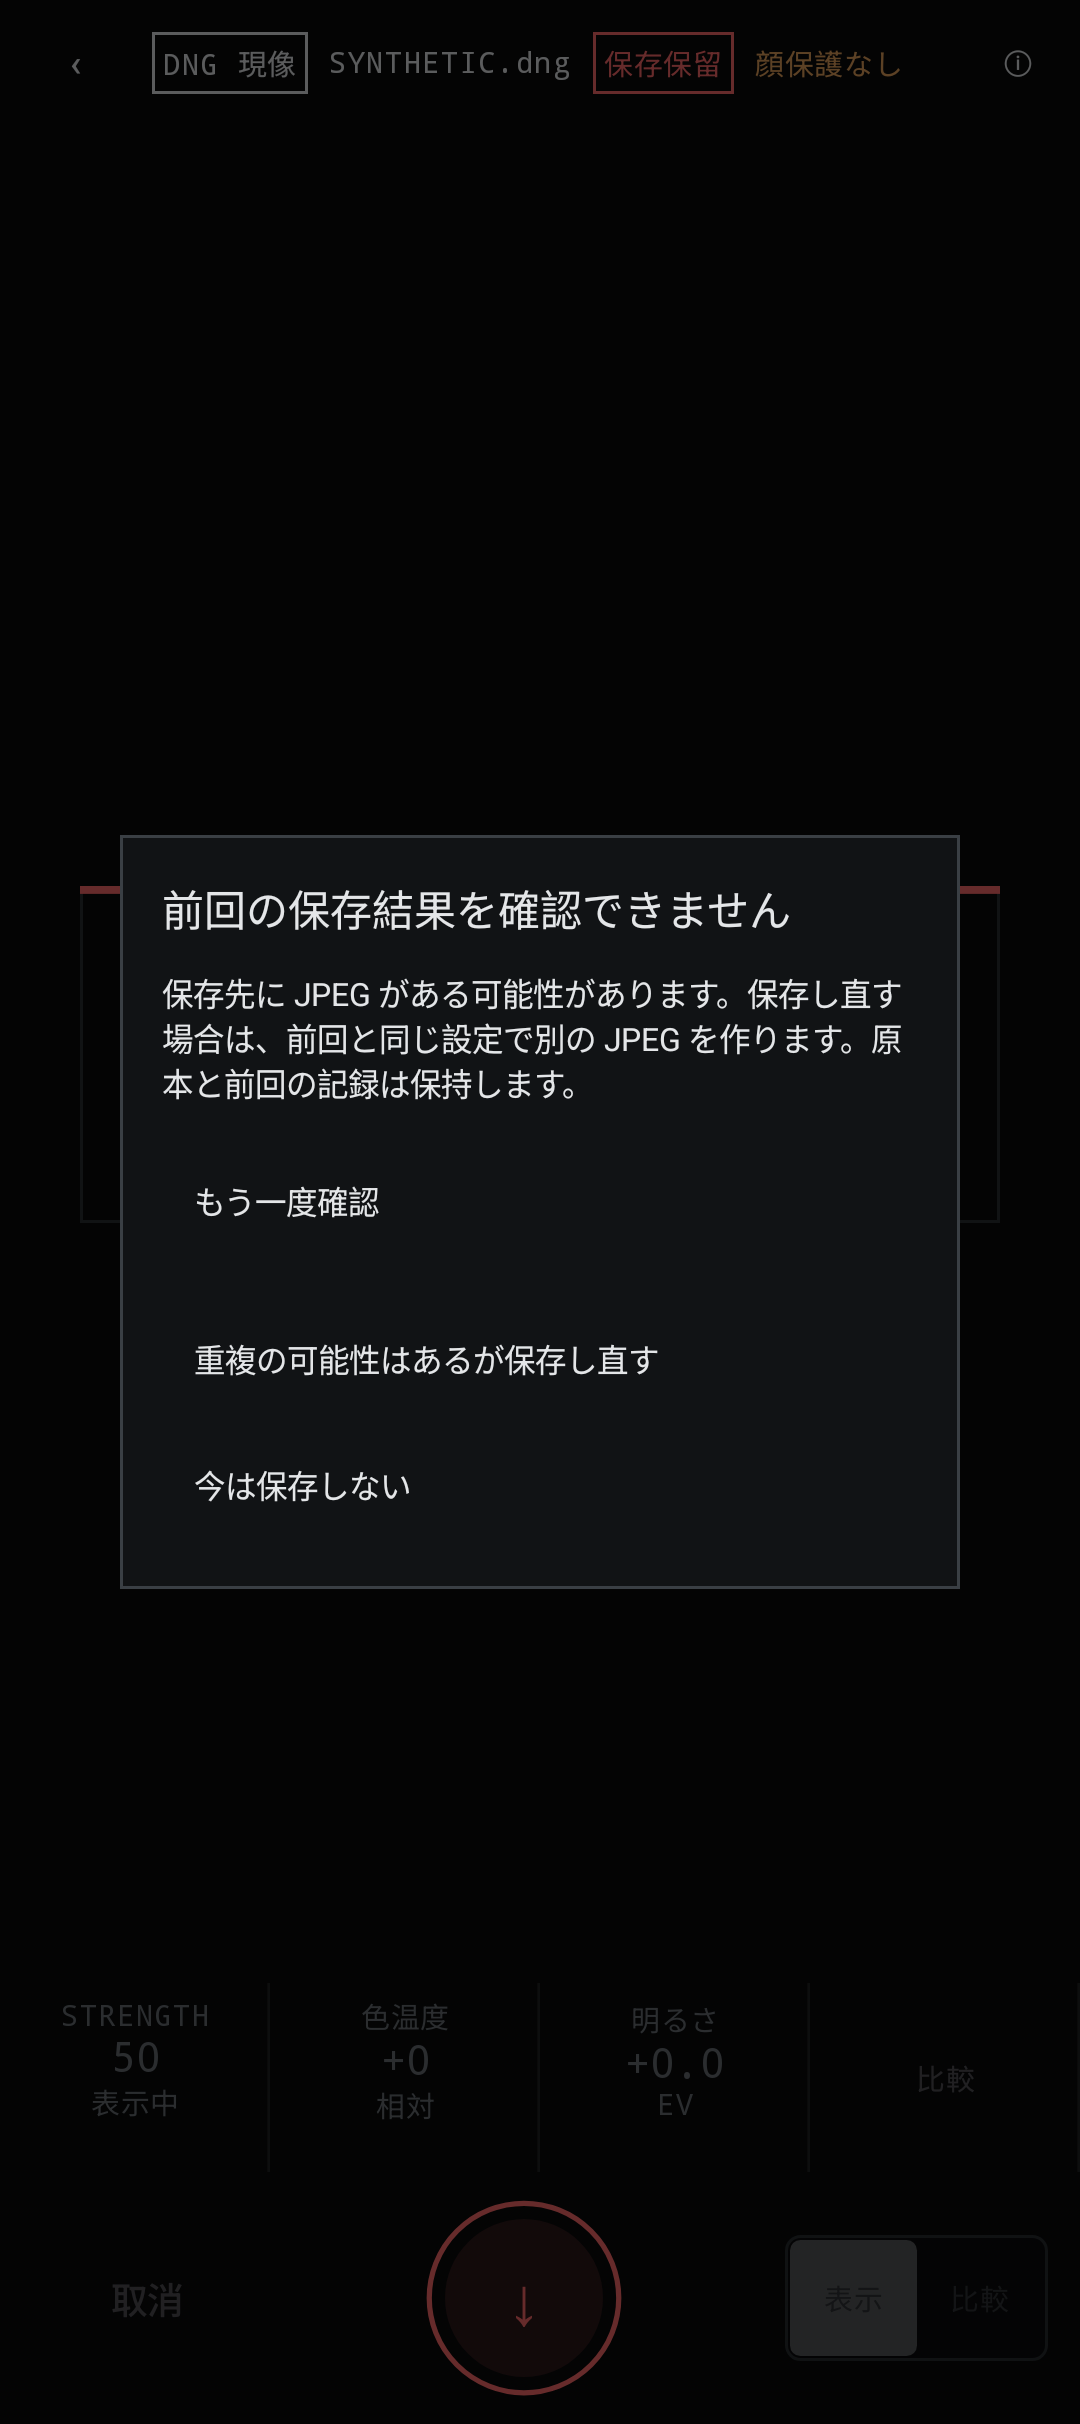 ‹ DNG 現像 SYNTHETIC.dng 保存保留 顔保護なし ⓘ
前回の保存結果を確認できません
保存先に JPEG がある可能性があります。保存し直す
場合は、前回と同じ設定で別の JPEG を作ります。原
本と前回の記録は保持します。
もう一度確認
重複の可能性はあるが保存し直す
今は保存しない
STRENGTH
50
表示中
色温度
+0
相対
明るさ
+0.0
EV
比較
取消
↓
表示 比較